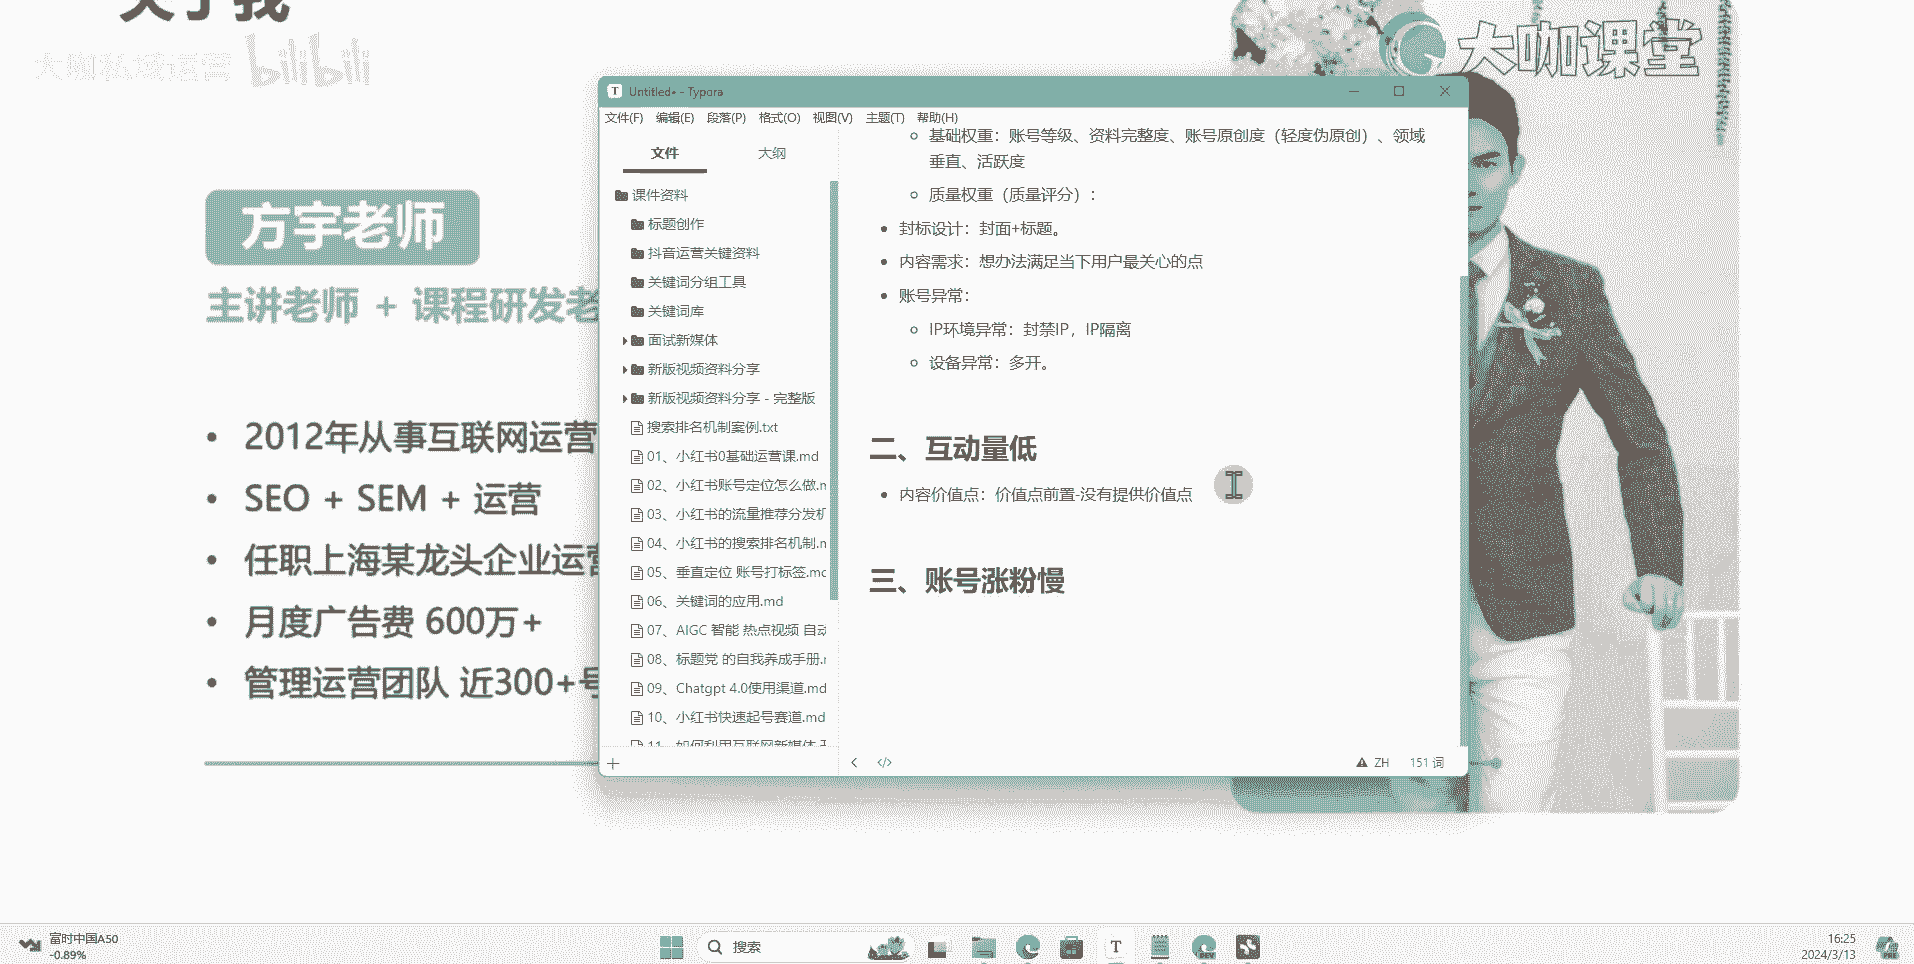 关于我
大咖私域运营 bilibili
大咖课堂
方宇老师
主讲老师 + 课程研发老
2012年从事互联网运营
SEO + SEM + 运营
任职上海某龙头企业运营
月度广告费 600万+
管理运营团队 近300+号
Untitled• - Typora
文件(F) 编辑(E) 段落(P) 格式(O) 视图(V) 主题(T) 帮助(H)
文件 大纲
课件资料
标题创作
抖音运营关键资料
关键词分组工具
关键词库
面试新媒体
新版视频资料分享
新版视频资料分享 - 完整版
搜索排名机制案例.txt
01、小红书0基础运营课.md
02、小红书账号定位怎么做.m
03、小红书的流量推荐分发机
04、小红书的搜索排名机制.m
05、垂直定位 账号打标签.md
06、关键词的应用.md
07、AIGC 智能 热点视频 自动
08、标题党 的自我养成手册.m
09、Chatgpt 4.0使用渠道.md
10、小红书快速起号赛道.md
11、如何利用互联网新媒体
基础权重：账号等级、资料完整度、账号原创度（轻度伪原创）、领域
垂直、活跃度
质量权重（质量评分）：
封标设计：封面+标题。
内容需求：想办法满足当下用户最关心的点
账号异常：
IP环境异常：封禁IP，IP隔离
设备异常：多开。
二、互动量低
内容价值点：价值点前置-没有提供价值点
三、账号涨粉慢
</> ZH 151 词
富时中国A50
-0.89%
搜索
16:25
2024/3/13